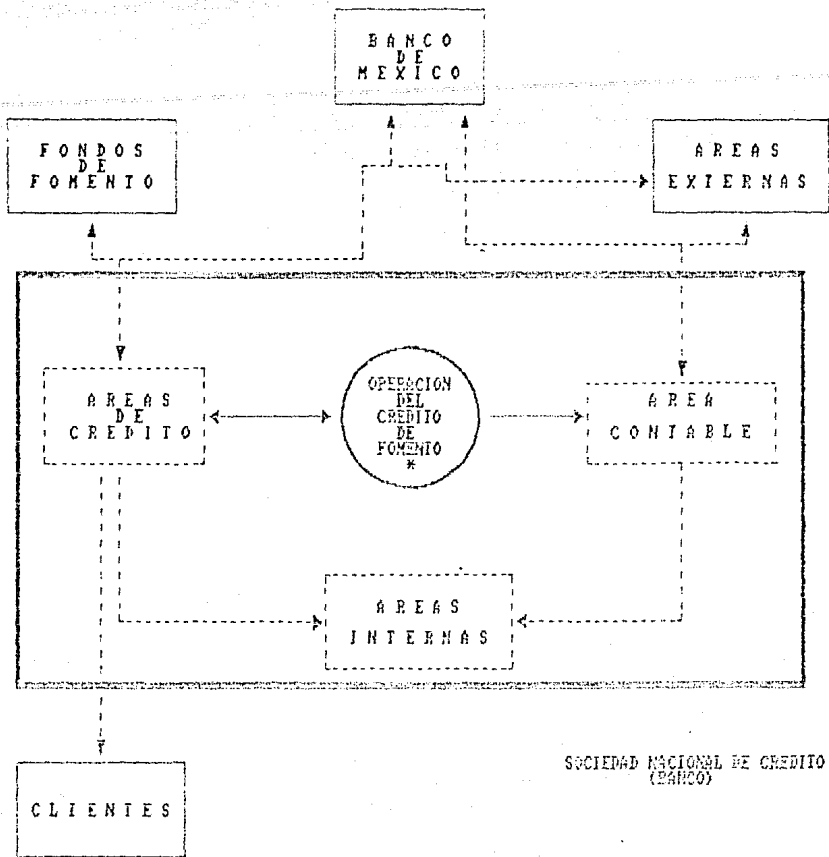 BANCO
DE
MEXICO
FONDOS
DE
FOMENTO
AREAS
EXTERNAS
AREAS
DE
CREDITO
OPERACION
DEL
CREDITO
DE
FOMENTO
*
AREA
CONTABLE
AREAS
INTERNAS
SOCIEDAD NACIONAL DE CREDITO
(BANCO)
CLIENTES